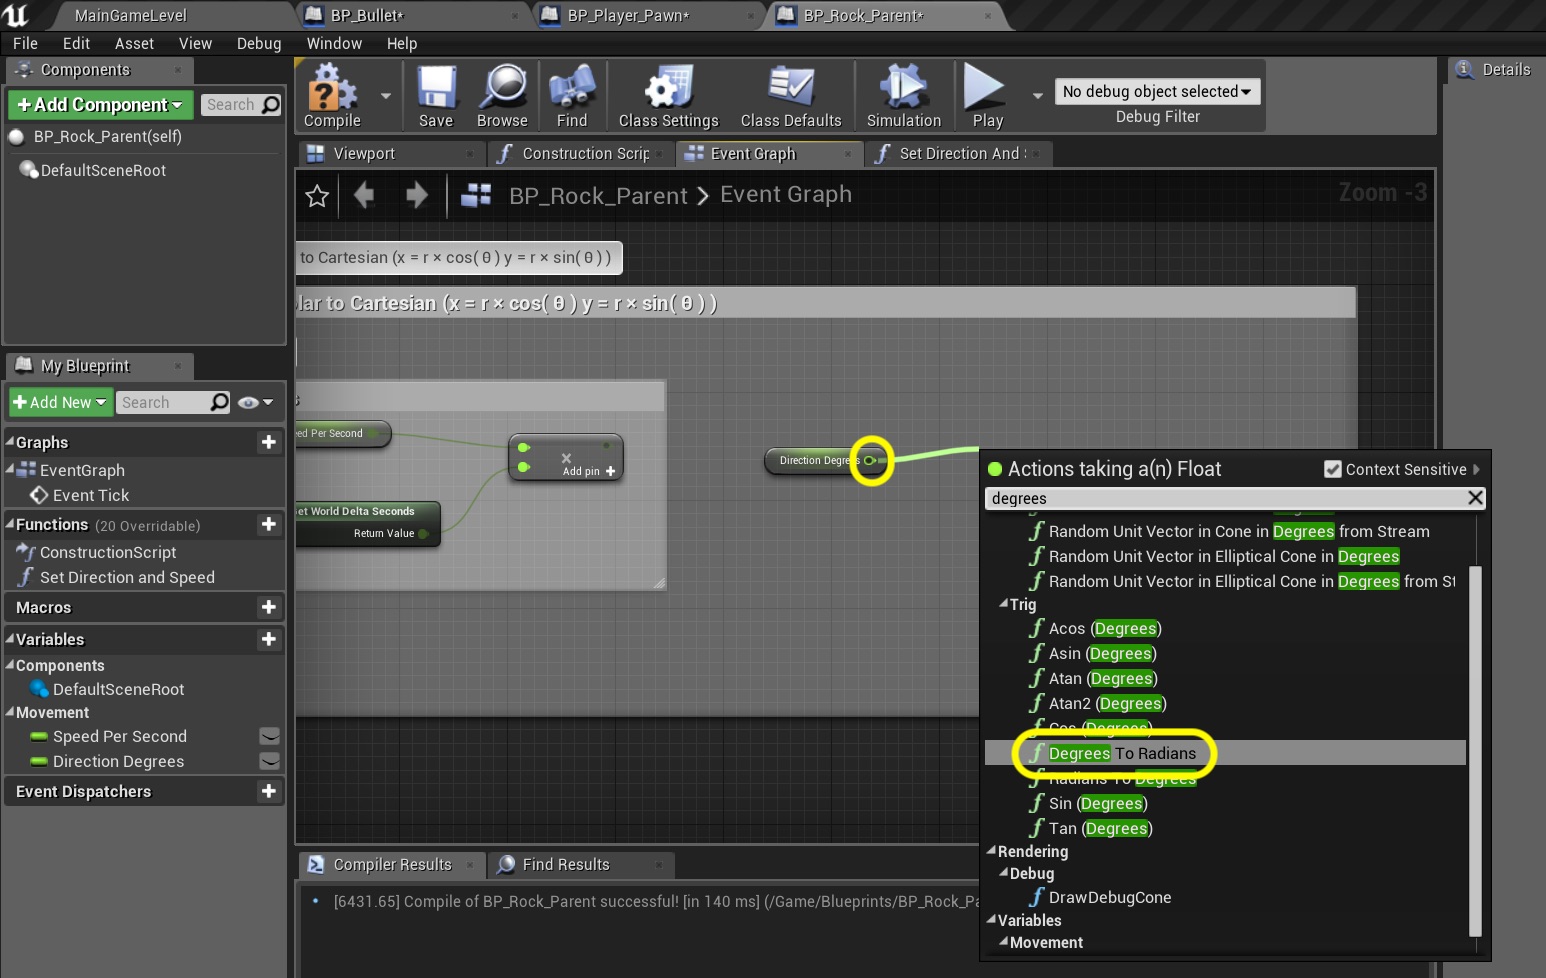 MainGameLevel
BP_Bullet*
BP_Player_Pawn*
BP_Rock_Parent*
File Edit Asset View Debug Window Help
Components
+Add Component
Search
BP_Rock_Parent(self)
DefaultSceneRoot
Compile
Save
Browse
Find
Class Settings
Class Defaults
Simulation
Play
No debug object selected
Debug Filter
Details
Viewport
Construction Scrip
Event Graph
Set Direction And
BP_Rock_Parent > Event Graph
Zoom -3
to Cartesian (x = r × cos( θ ) y = r × sin( θ ) )
lar to Cartesian (x = r × cos( θ ) y = r × sin( θ ) )
s
eed Per Second
×
Add pin +
et World Delta Seconds
Return Value
Direction Degrees
My Blueprint
+Add New
Search
Graphs
EventGraph
Event Tick
Functions (20 Overridable)
ConstructionScript
Set Direction and Speed
Macros
Variables
Components
DefaultSceneRoot
Movement
Speed Per Second
Direction Degrees
Event Dispatchers
Actions taking a(n) Float
Context Sensitive
degrees
Random Unit Vector in Cone in Degrees from Stream
Random Unit Vector in Elliptical Cone in Degrees
Random Unit Vector in Elliptical Cone in Degrees from St
Trig
Acos (Degrees)
Asin (Degrees)
Atan (Degrees)
Atan2 (Degrees)
Cos (Degrees)
Degrees To Radians
Radians To Degrees
Sin (Degrees)
Tan (Degrees)
Rendering
Debug
DrawDebugCone
Variables
Movement
Compiler Results
Find Results
[6431.65] Compile of BP_Rock_Parent successful! [in 140 ms] (/Game/Blueprints/BP_Rock_Pa